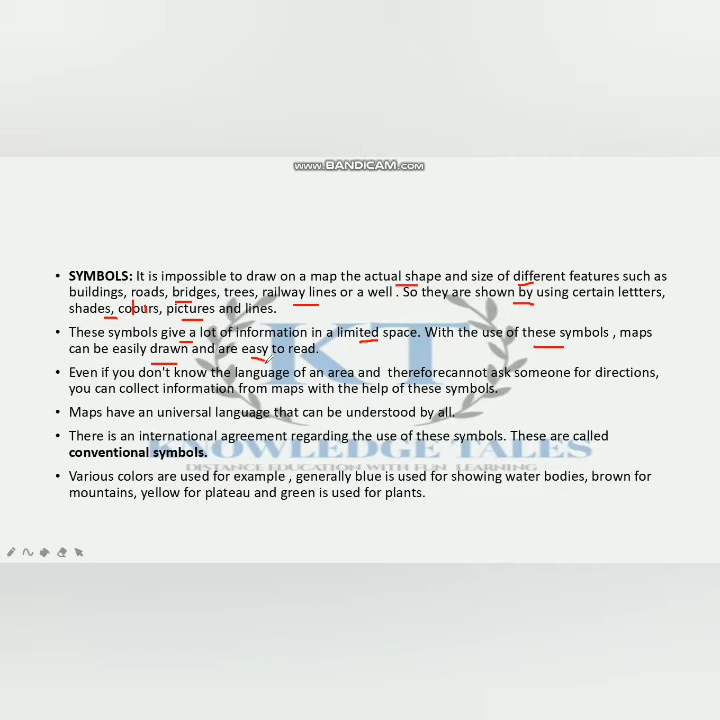 WWW.BANDICAM.COM
• SYMBOLS: It is impossible to draw on a map the actual shape and size of different features such as
buildings, roads, bridges, trees, railway lines or a well . So they are shown by using certain lettters,
shades, colours, pictures and lines.
• These symbols give a lot of information in a limited space. With the use of these symbols , maps
can be easily drawn and are easy to read.
• Even if you don't know the language of an area and thereforecannot ask someone for directions,
you can collect information from maps with the help of these symbols.
• Maps have an universal language that can be understood by all.
• There is an international agreement regarding the use of these symbols. These are called
conventional symbols.
• Various colors are used for example , generally blue is used for showing water bodies, brown for
mountains, yellow for plateau and green is used for plants.
KT
KNOWLEDGE TALES
DISTANCE EDUCATION WITH FUN LEARNING